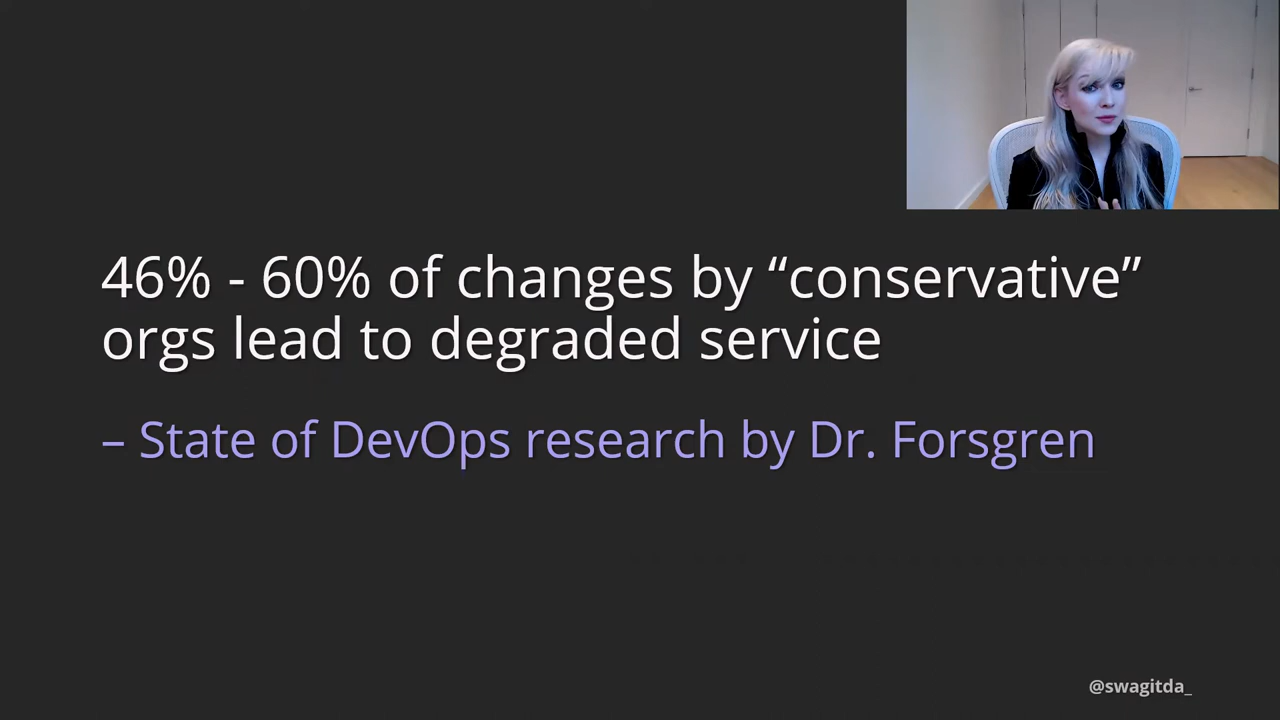 46% - 60% of changes by “conservative”
orgs lead to degraded service
– State of DevOps research by Dr. Forsgren
@swagitda_